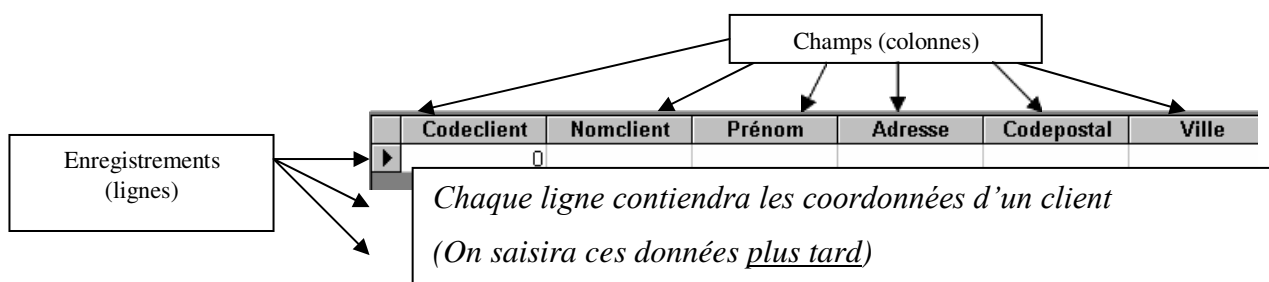 Champs (colonnes)
Codeclient Nomclient Prénom Adresse Codepostal Ville
Enregistrements
(lignes)
0
Chaque ligne contiendra les coordonnées d’un client
(On saisira ces données plus tard)